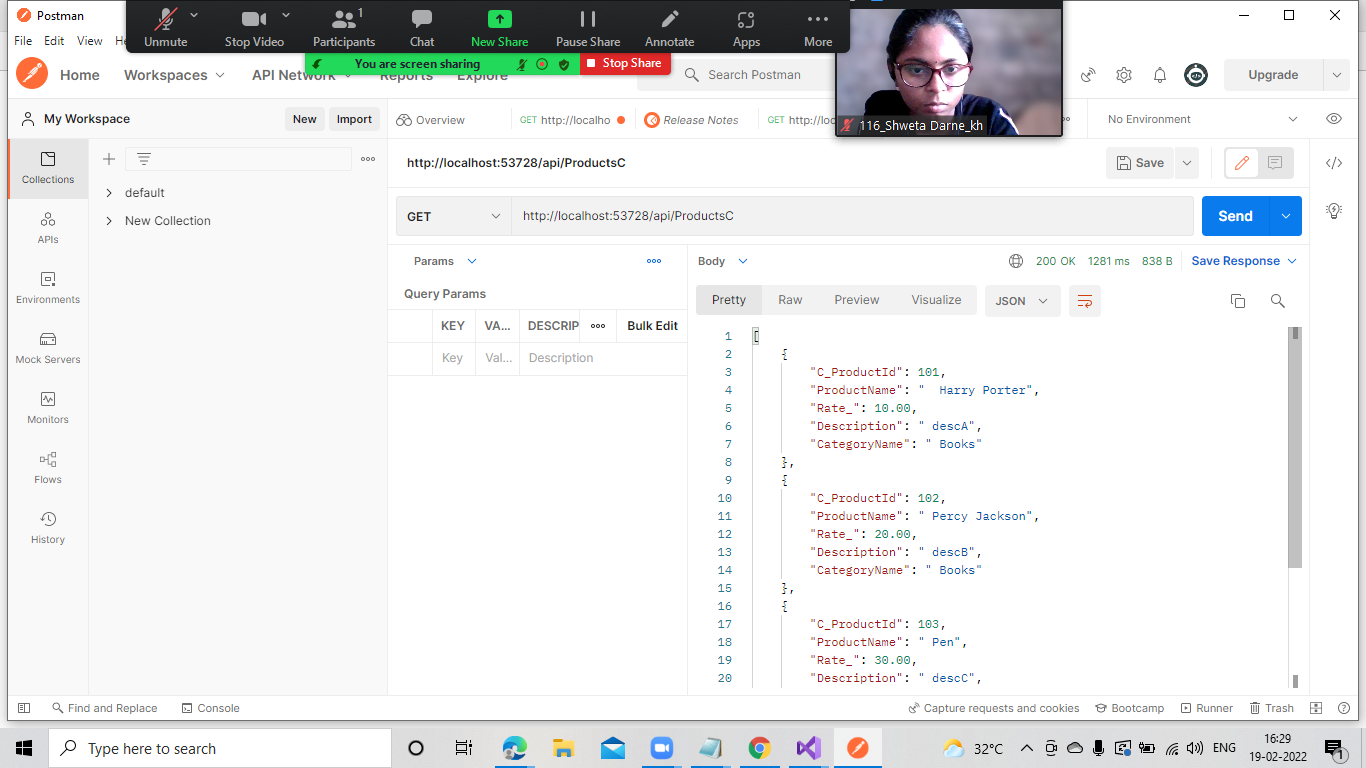 Postman
File Edit View
Unmute
Stop Video
1
Participants
Chat
New Share
Pause Share
Annotate
Apps
More
You are screen sharing
Stop Share
116_Shweta Darne_kh
Home
Workspaces
API Network
Reports
Explore
Search Postman
Upgrade
My Workspace
New
Import
Overview
GET http://localho
Release Notes
GET http://loc
No Environment
Collections
APIs
Environments
Mock Servers
Monitors
Flows
History
default
New Collection
http://localhost:53728/api/ProductsC
Save
GET
http://localhost:53728/api/ProductsC
Send
Params
Query Params
KEY VA... DESCRIP Bulk Edit
Key Val... Description
Body
200 OK 1281 ms 838 B Save Response
Pretty Raw Preview Visualize JSON
1 [
2 {
3 "C_ProductId": 101,
4 "ProductName": "  Harry Porter",
5 "Rate_": 10.00,
6 "Description": " descA",
7 "CategoryName": " Books"
8 },
9 {
10 "C_ProductId": 102,
11 "ProductName": " Percy Jackson",
12 "Rate_": 20.00,
13 "Description": " descB",
14 "CategoryName": " Books"
15 },
16 {
17 "C_ProductId": 103,
18 "ProductName": " Pen",
19 "Rate_": 30.00,
20 "Description": " descC",
Find and Replace
Console
Capture requests and cookies
Bootcamp
Runner
Trash
Type here to search
32°C
ENG
16:29
19-02-2022
1